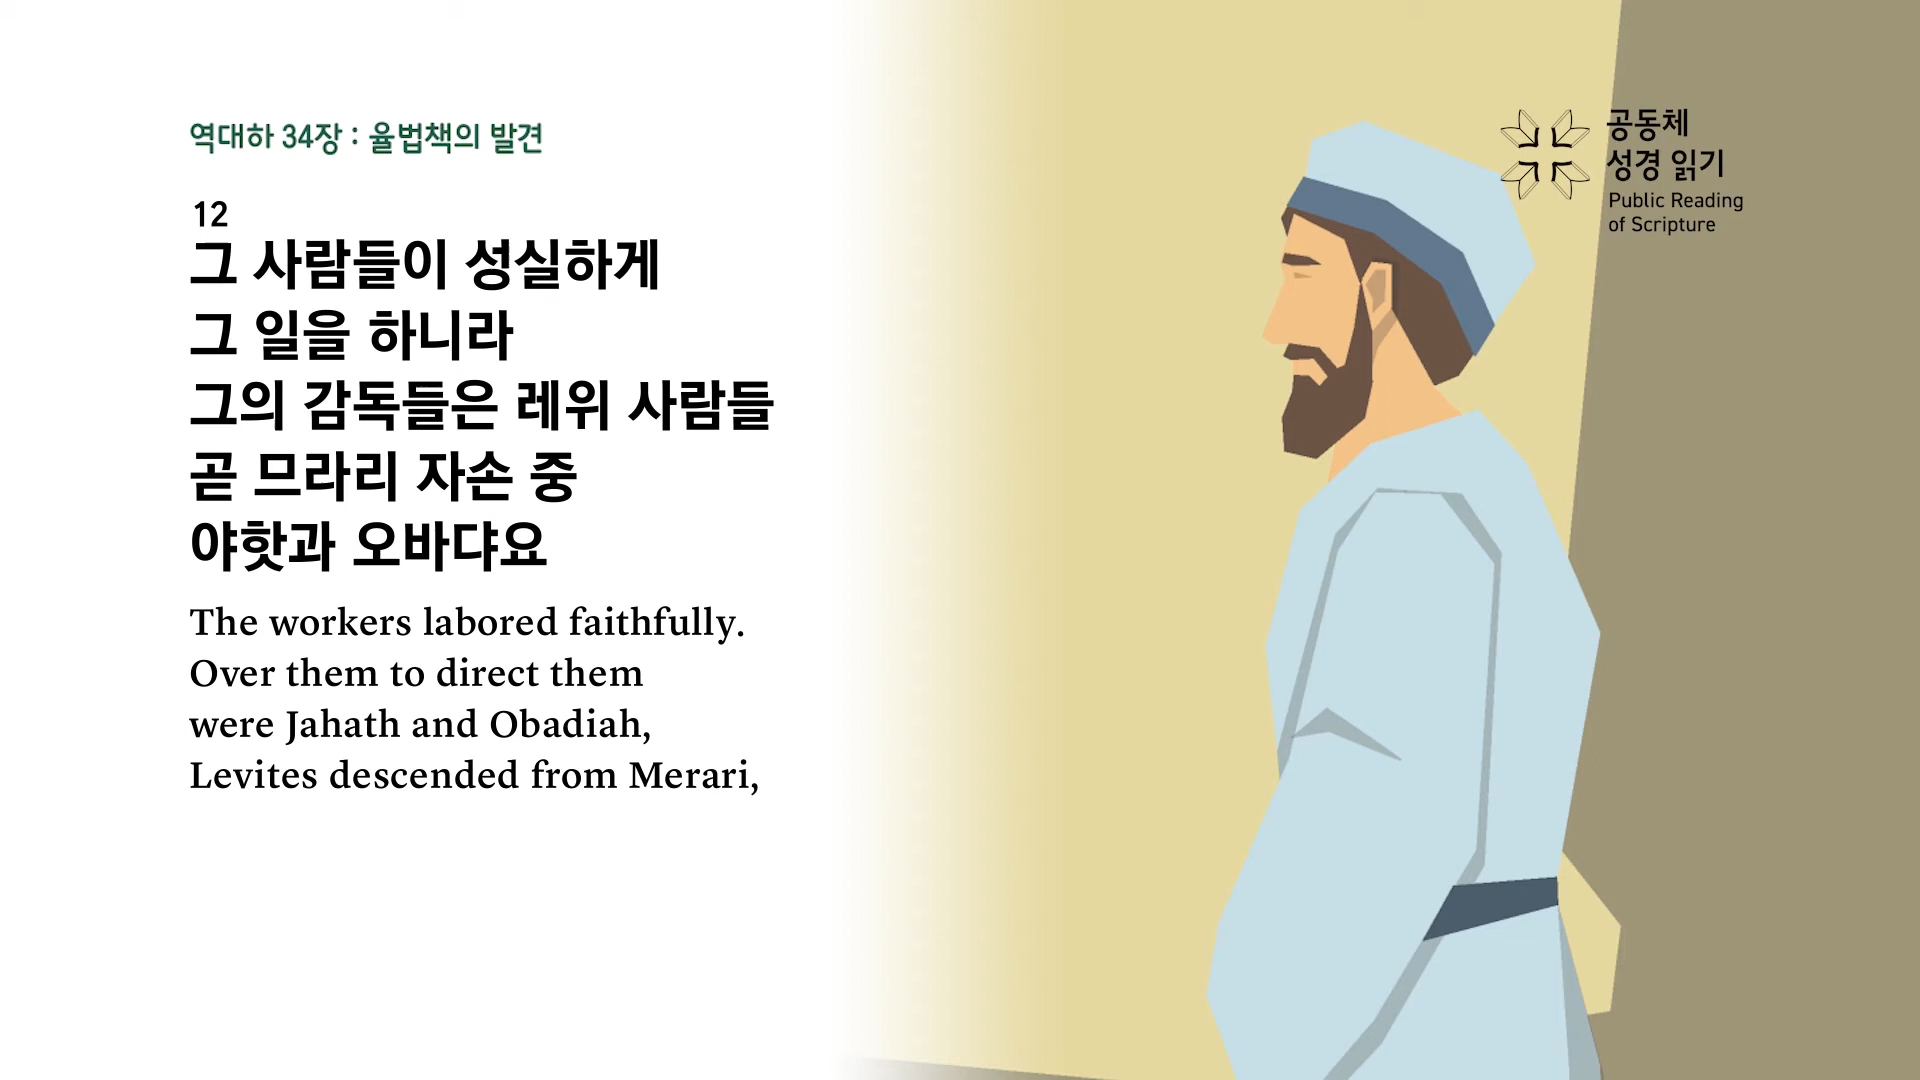 역대하 34장 : 율법책의 발견
12
그 사람들이 성실하게
그 일을 하니라
그의 감독들은 레위 사람들
곧 므라리 자손 중
야핫과 오바댜요
The workers labored faithfully.
Over them to direct them
were Jahath and Obadiah,
Levites descended from Merari,
공동체
성경 읽기
Public Reading
of Scripture